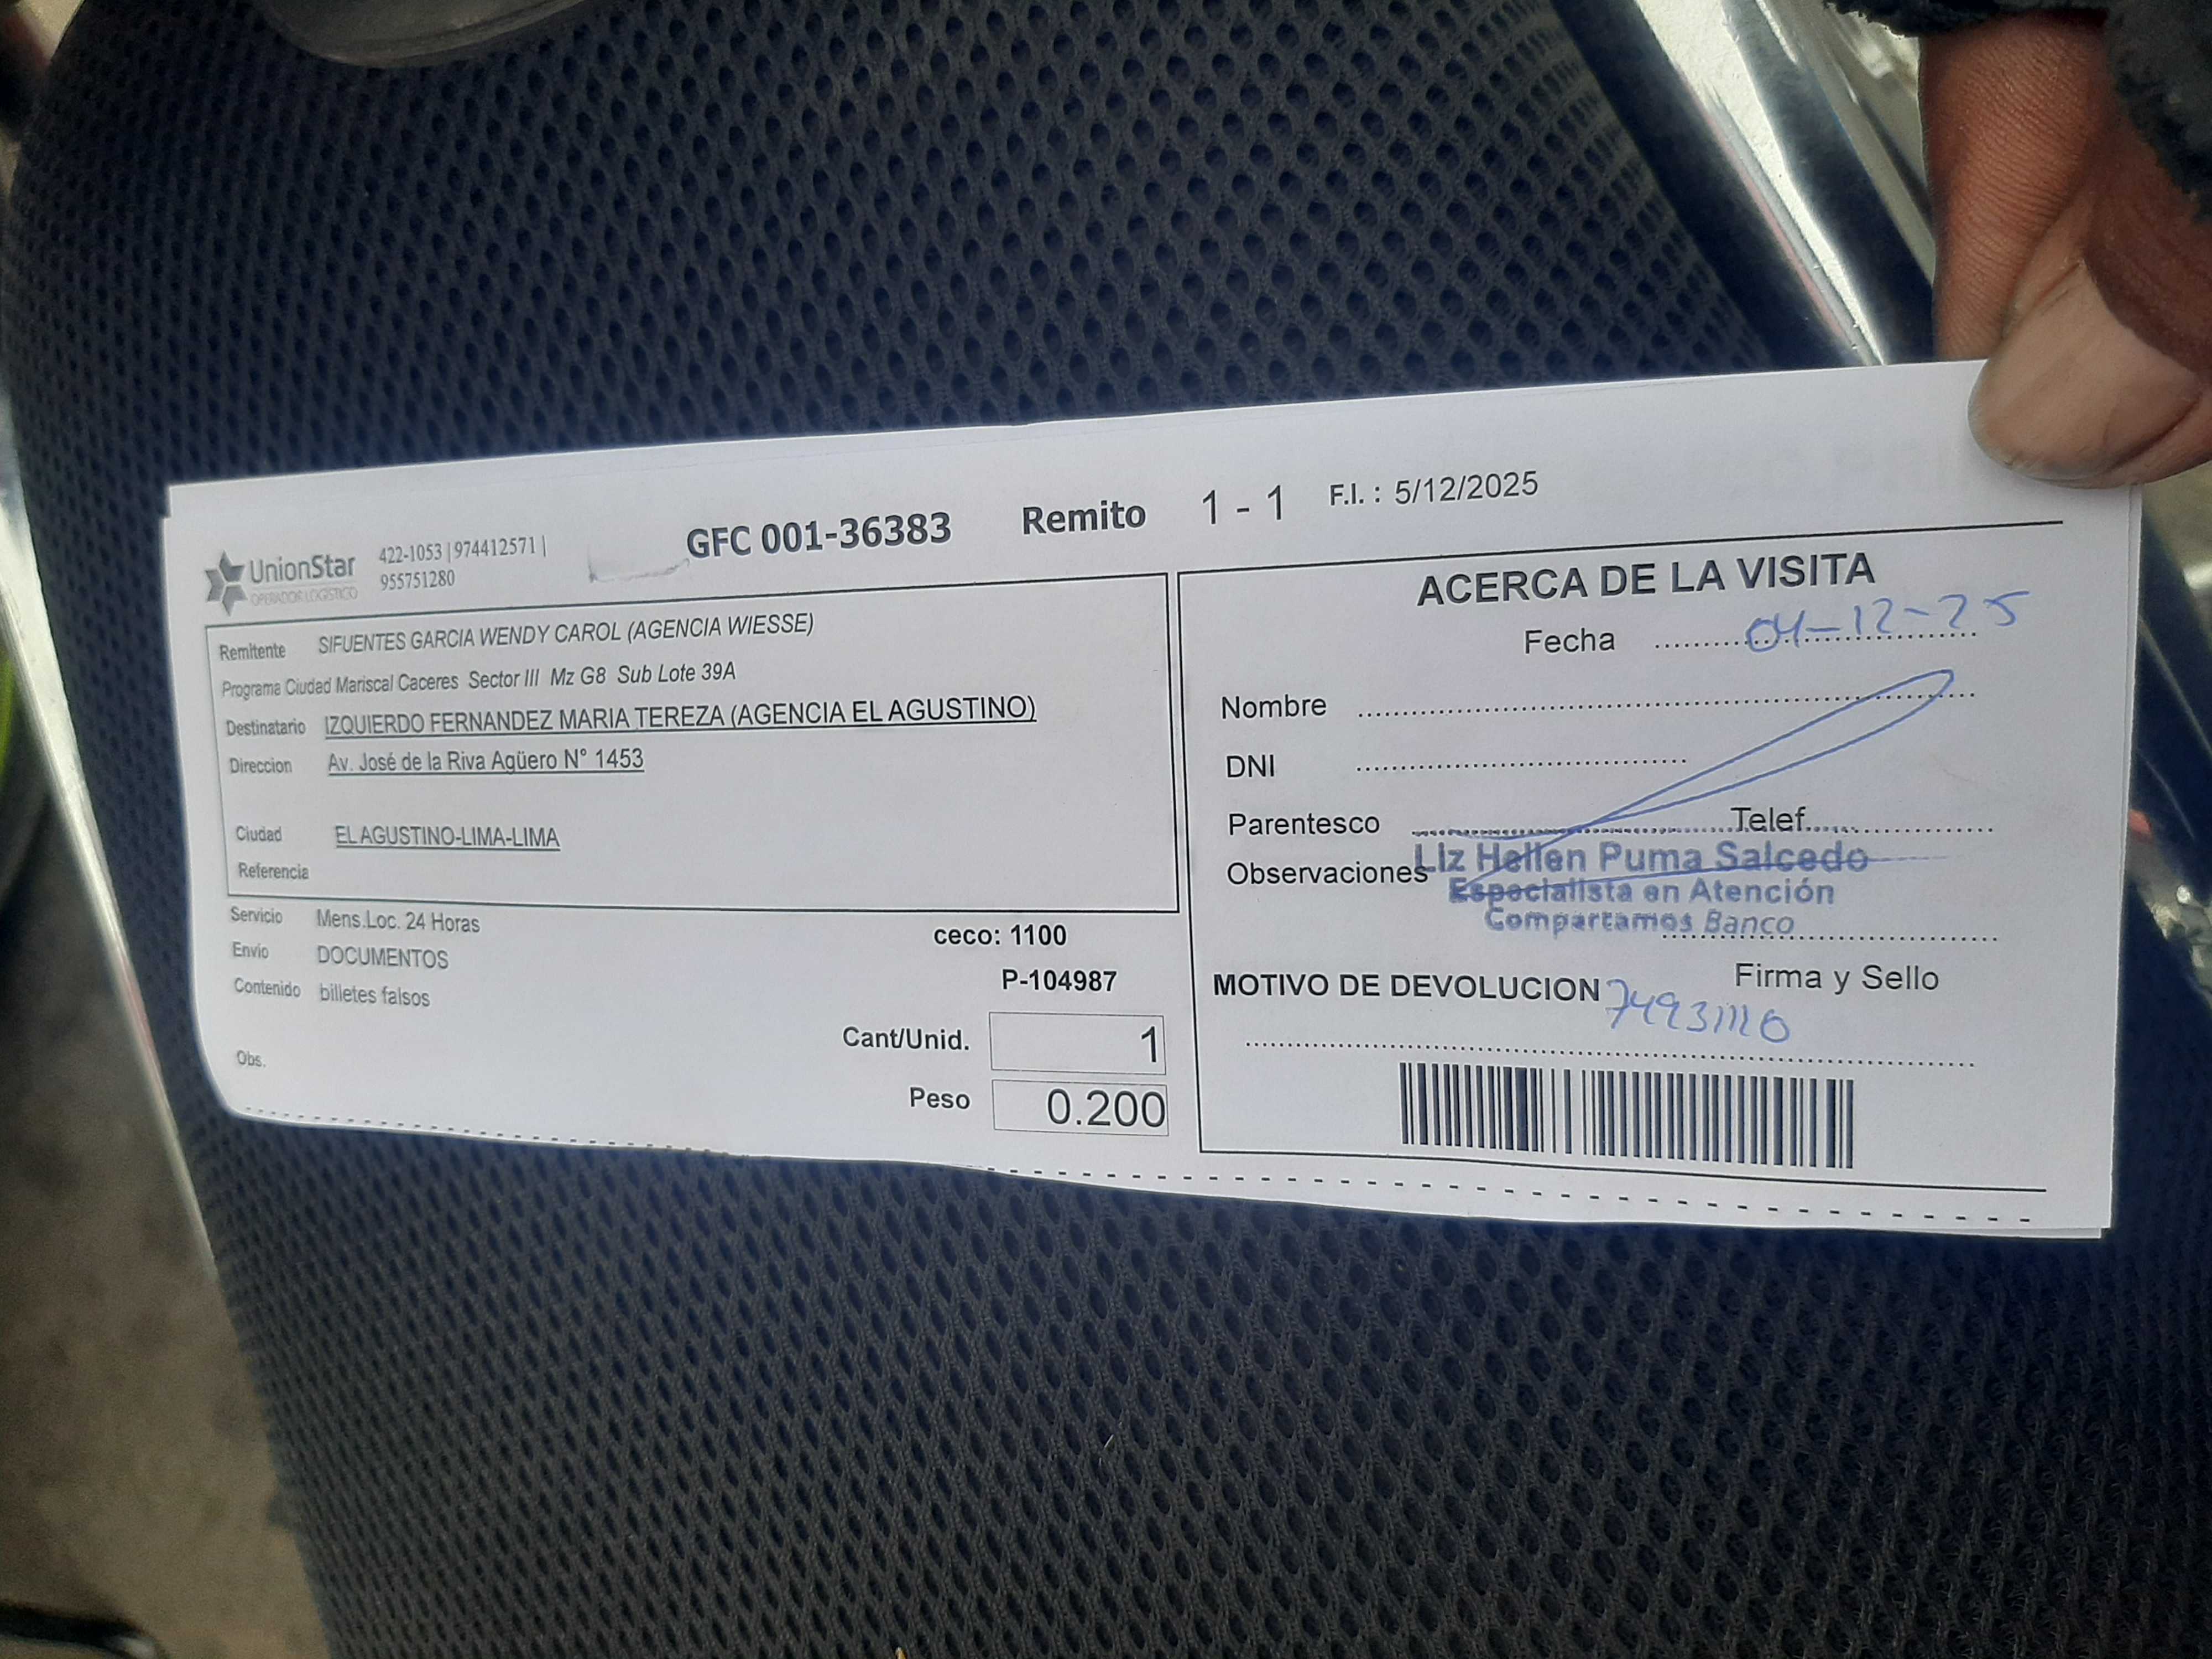 UnionStar
OPERADOR LOGÍSTICO
422-1053 | 974412571 |
955751280
GFC 001-36383 Remito 1 - 1 F.I. : 5/12/2025
Remitente SIFUENTES GARCIA WENDY CAROL (AGENCIA WIESSE)
Programa Ciudad Mariscal Caceres Sector III Mz G8 Sub Lote 39A
Destinatario IZQUIERDO FERNANDEZ MARIA TEREZA (AGENCIA EL AGUSTINO)
Direccion Av. José de la Riva Agüero N° 1453
Ciudad EL AGUSTINO-LIMA-LIMA
Referencia
Servicio Mens.Loc. 24 Horas
Envio DOCUMENTOS
Contenido billetes falsos
Obs.
ceco: 1100
P-104987
Cant/Unid. 1
Peso 0.200
ACERCA DE LA VISITA
Fecha 04-12-25
Nombre
DNI
Parentesco Telef.
Observaciones
Liz Hellen Puma Salcedo
Especialista en Atención
Compartamos Banco
Firma y Sello
MOTIVO DE DEVOLUCION